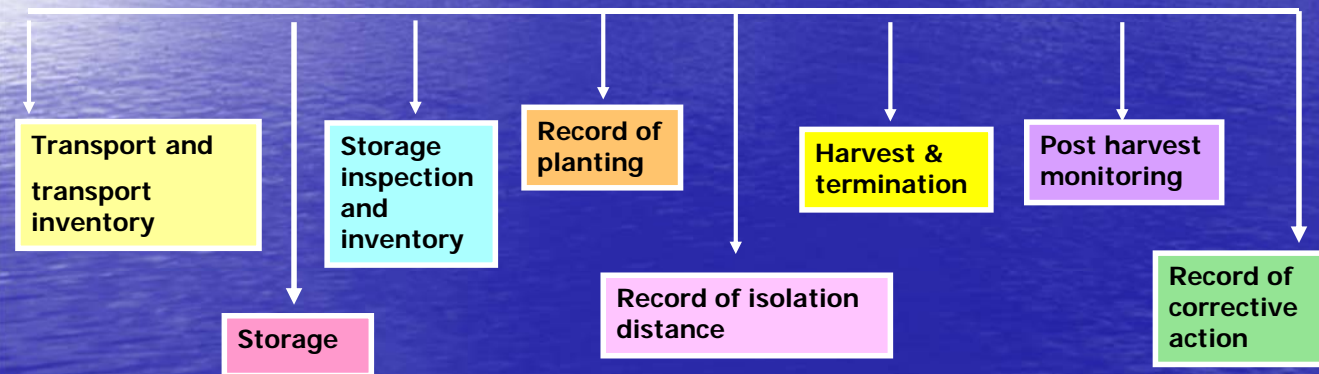 Transport and
transport
inventory
Storage
Storage
inspection
and
inventory
Record of
planting
Record of isolation
distance
Harvest &
termination
Post harvest
monitoring
Record of
corrective
action